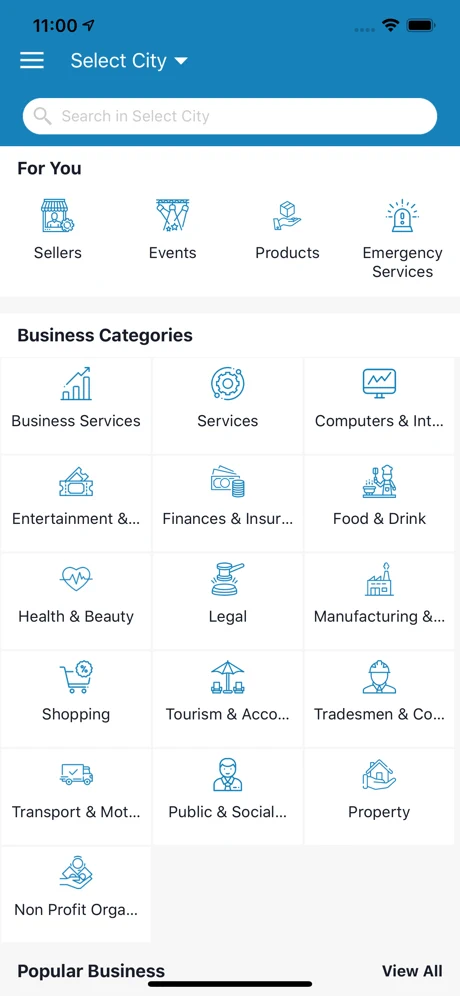 11:00
Select City
Search in Select City
For You
Sellers
Events
Products
Emergency
Services
Business Categories
Business Services
Services
Computers & Int...
Entertainment &...
Finances & Insur...
Food & Drink
Health & Beauty
Legal
Manufacturing &...
Shopping
Tourism & Acco...
Tradesmen & Co...
Transport & Mot...
Public & Social...
Property
Non Profit Orga...
Popular Business
View All